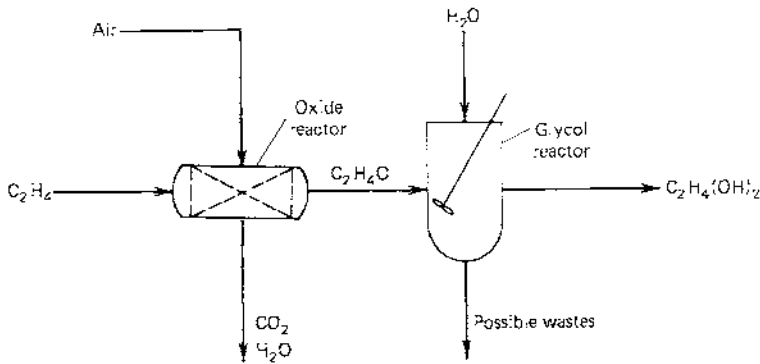 Air
H₂O
Oxide
reactor
Glycol
reactor
C₂H₄
C₂H₄O
C₂H₄(OH)₂
CO₂
H₂O
Possible wastes